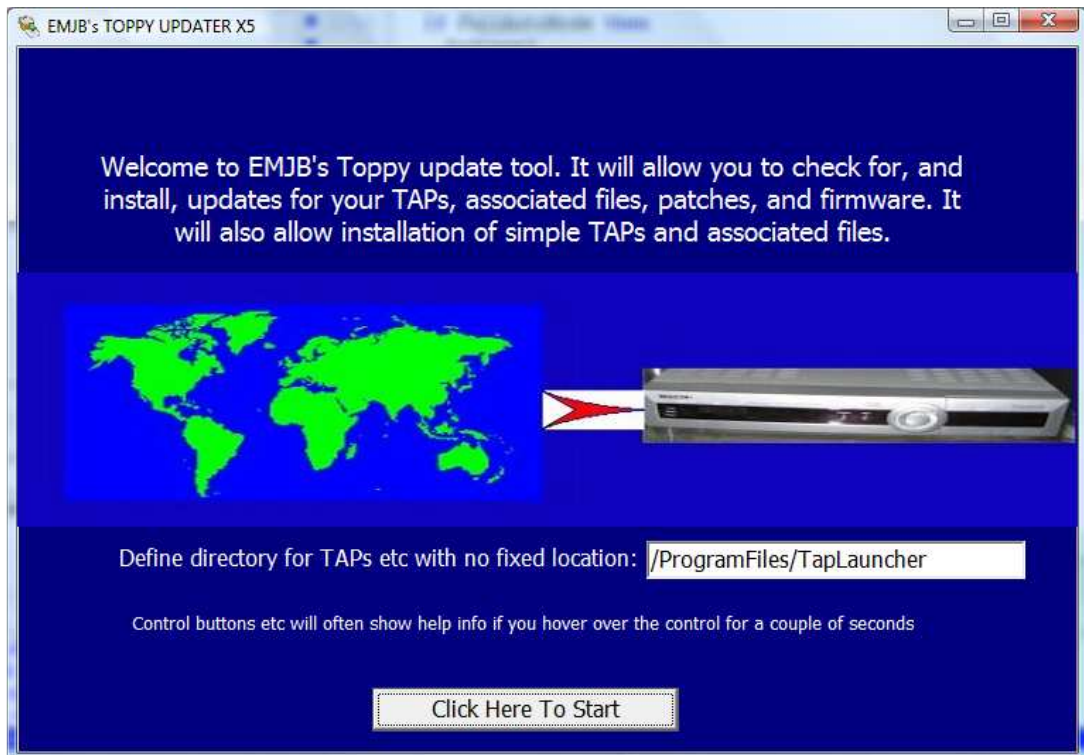 EMJB's TOPPY UPDATER X5
Welcome to EMJB's Toppy update tool. It will allow you to check for, and
install, updates for your TAPs, associated files, patches, and firmware. It
will also allow installation of simple TAPs and associated files.
Define directory for TAPs etc with no fixed location: /ProgramFiles/TapLauncher
Control buttons etc will often show help info if you hover over the control for a couple of seconds
Click Here To Start